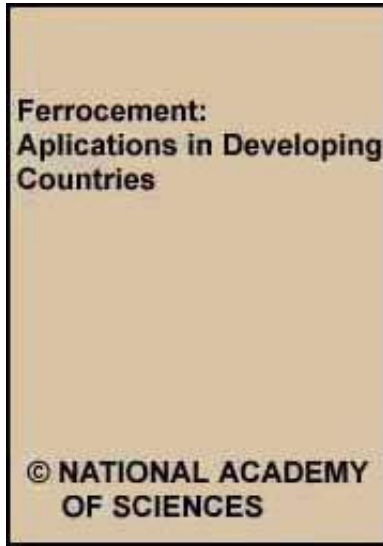 Ferrocement:
Aplications in Developing
Countries
© NATIONAL ACADEMY
OF SCIENCES